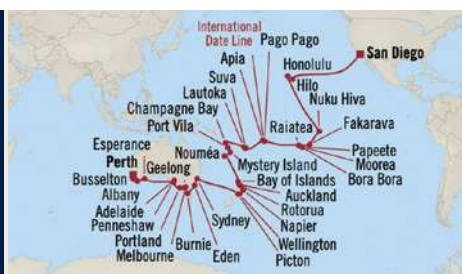 International
Date Line
Pago Pago
Apia
Suva
Lautoka
Champagne Bay
Port Vila
Honolulu
San Diego
Hilo
Nuku Hiva
Raiatea
Fakarava
Papeete
Moorea
Bora Bora
Esperance
Perth
Geelong
Nouméa
Mystery Island
Bay of Islands
Auckland
Rotorua
Napier
Wellington
Picton
Busselton
Albany
Adelaide
Penneshaw
Portland
Melbourne
Burnie
Eden
Sydney